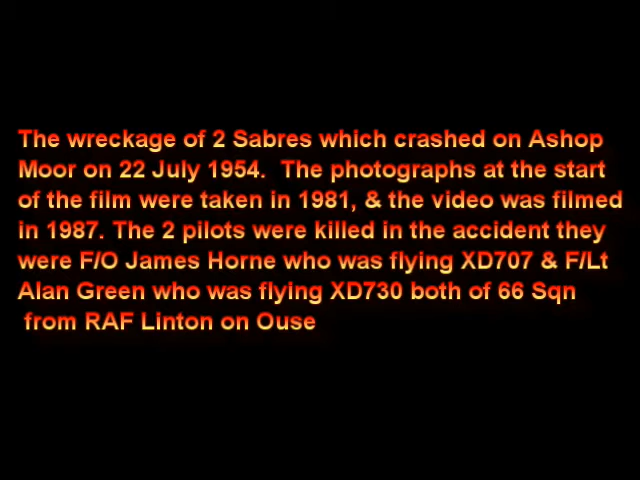 The wreckage of 2 Sabres which crashed on Ashop
Moor on 22 July 1954.  The photographs at the start
of the film were taken in 1981, & the video was filmed
in 1987. The 2 pilots were killed in the accident they
were F/O James Horne who was flying XD707 & F/Lt
Alan Green who was flying XD730 both of 66 Sqn
from RAF Linton on Ouse